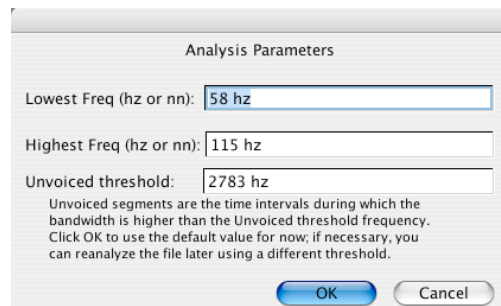 Analysis Parameters
Lowest Freq (hz or nn): 58 hz
Highest Freq (hz or nn): 115 hz
Unvoiced threshold: 2783 hz
Unvoiced segments are the time intervals during which the
bandwidth is higher than the Unvoiced threshold frequency.
Click OK to use the default value for now; if necessary, you
can reanalyze the file later using a different threshold.
OK Cancel